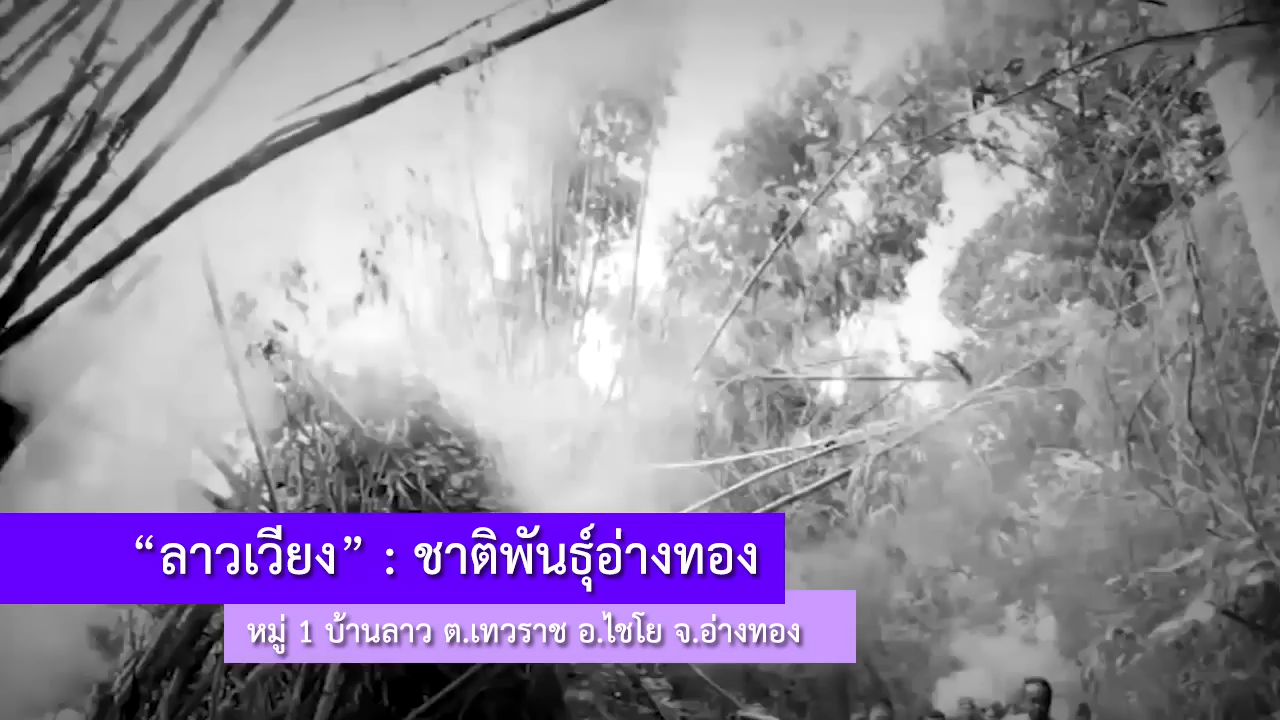 “ลาวเวียง” : ชาติพันธุ์อ่างทอง
หมู่ 1 บ้านลาว ต.เทวราช อ.ไชโย จ.อ่างทอง